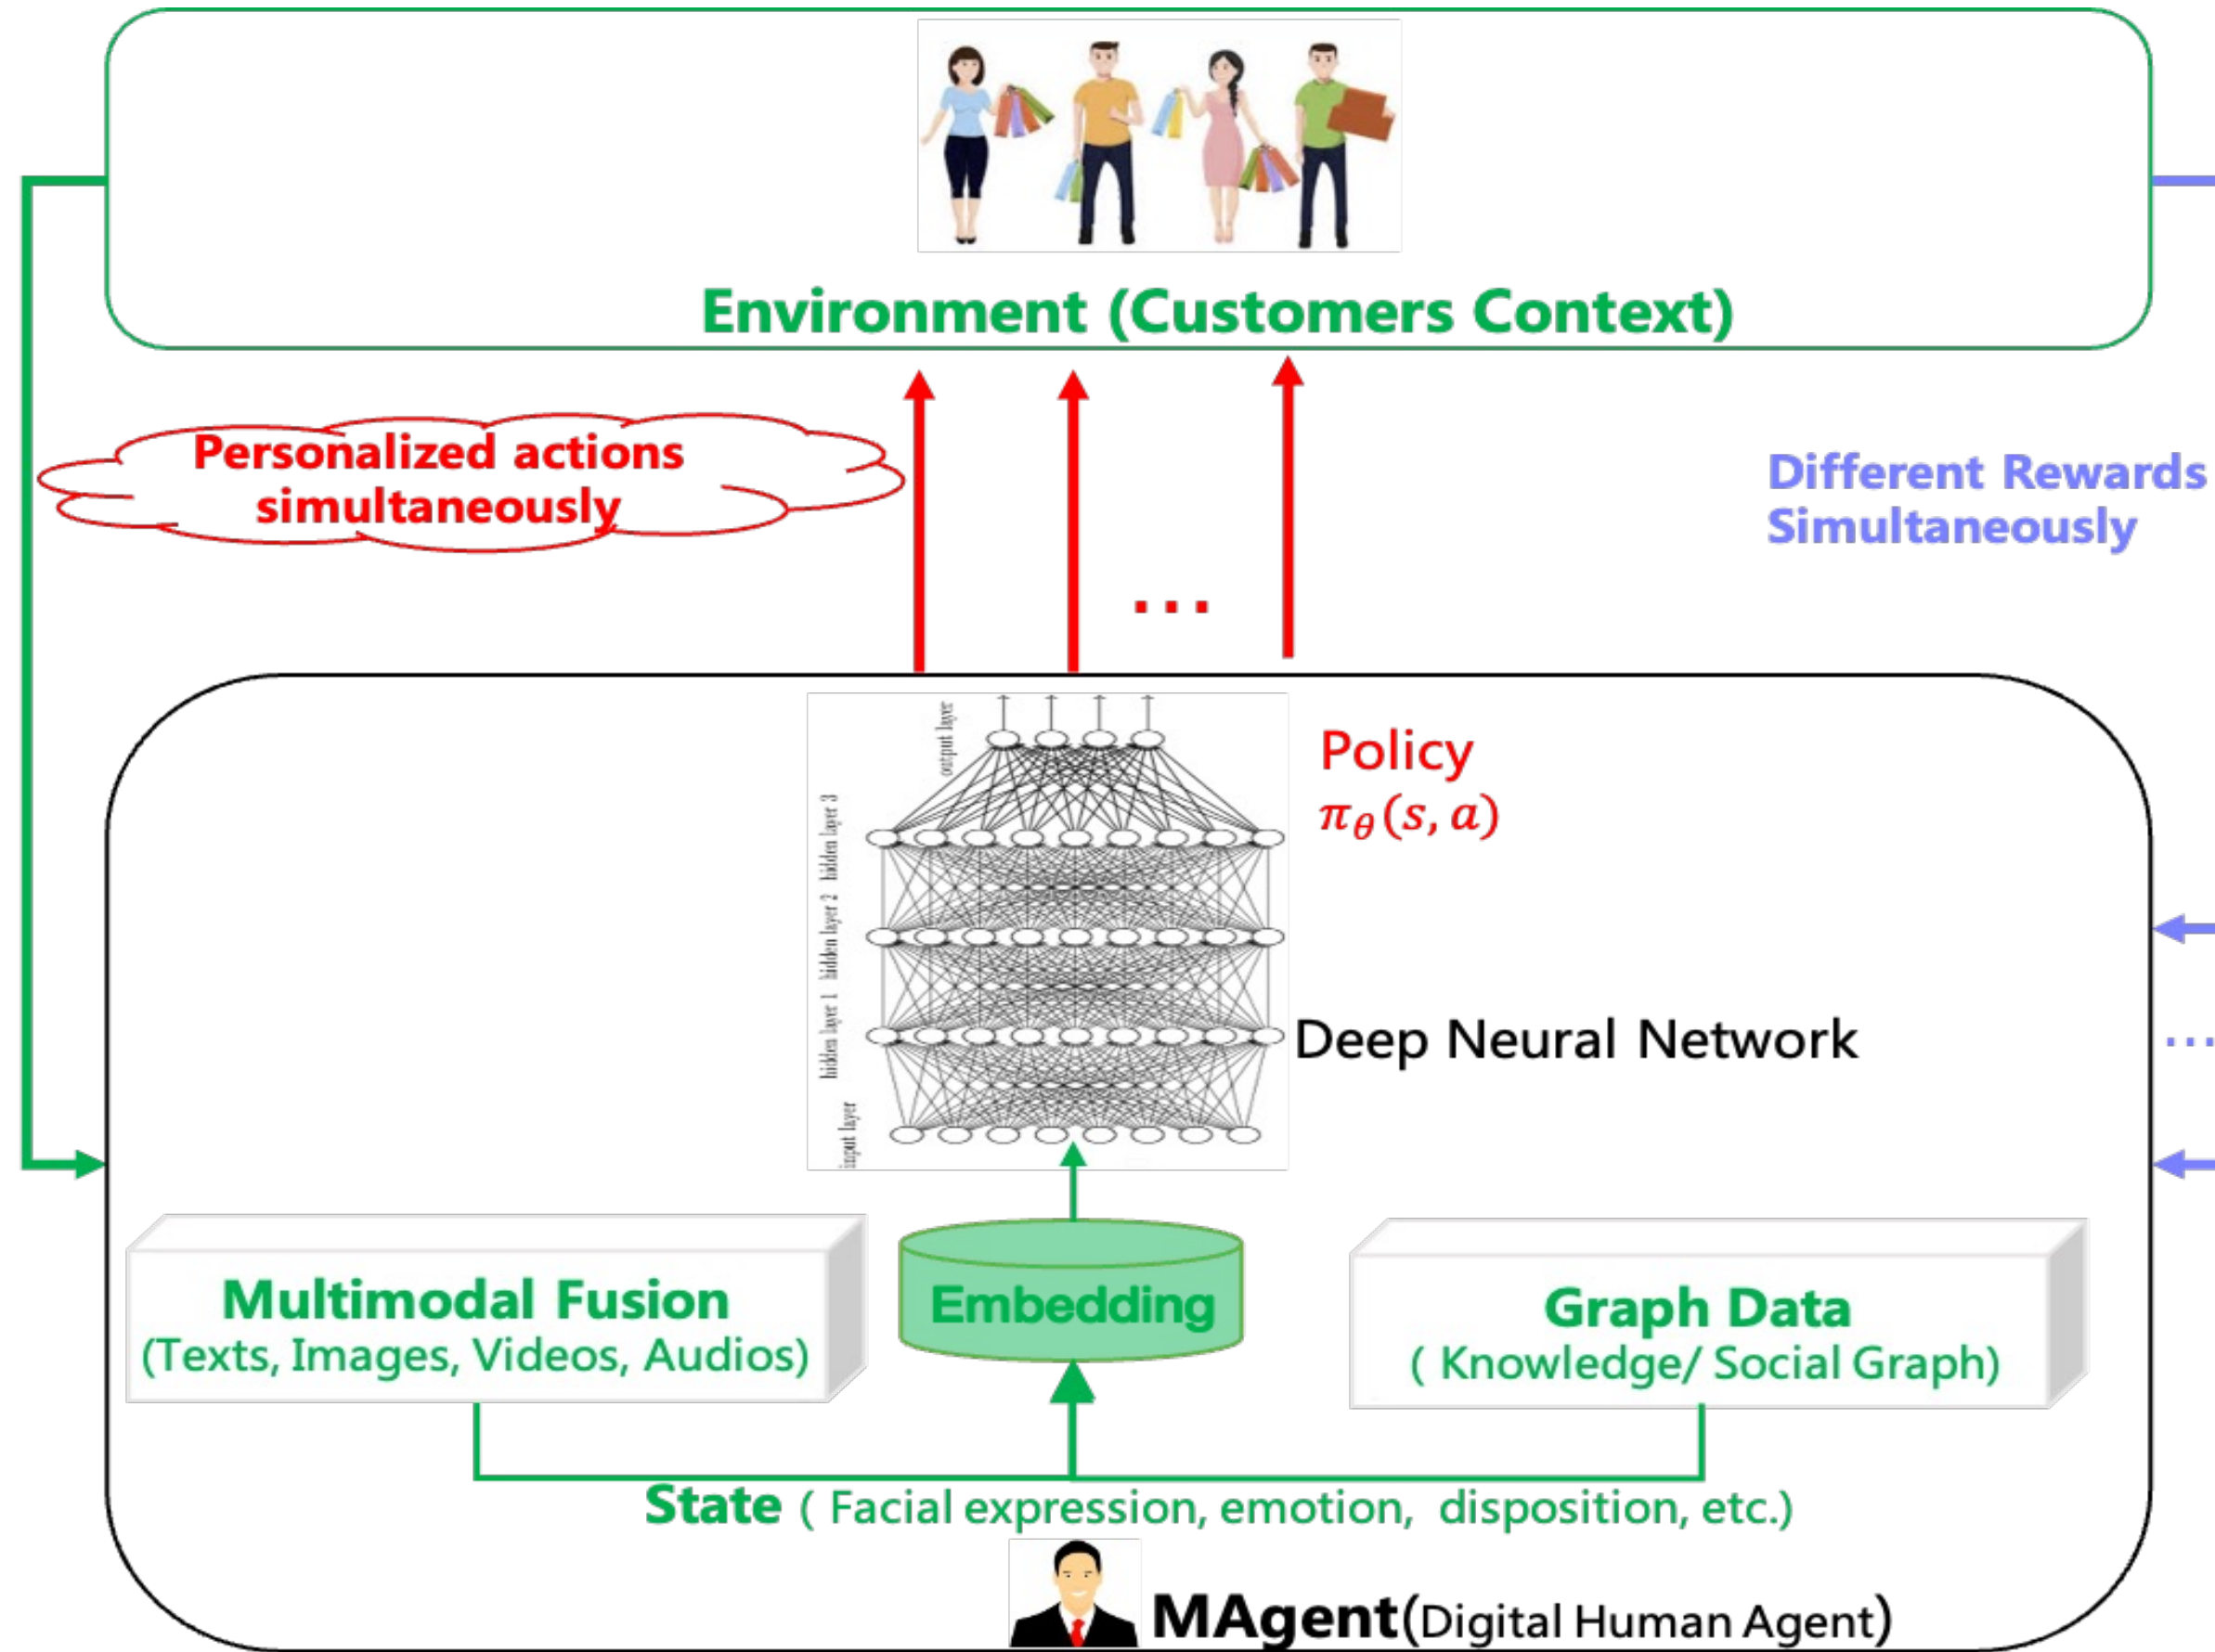 Environment (Customers Context)
Personalized actions
simultaneously
Different Rewards
Simultaneously
...
output layer
hidden layer 3
hidden layer 2
hidden layer 1
input layer
Policy
π_θ(s, a)
Deep Neural Network
...
Multimodal Fusion
(Texts, Images, Videos, Audios)
Embedding
Graph Data
( Knowledge/ Social Graph)
State ( Facial expression, emotion, disposition, etc.)
MAgent(Digital Human Agent)